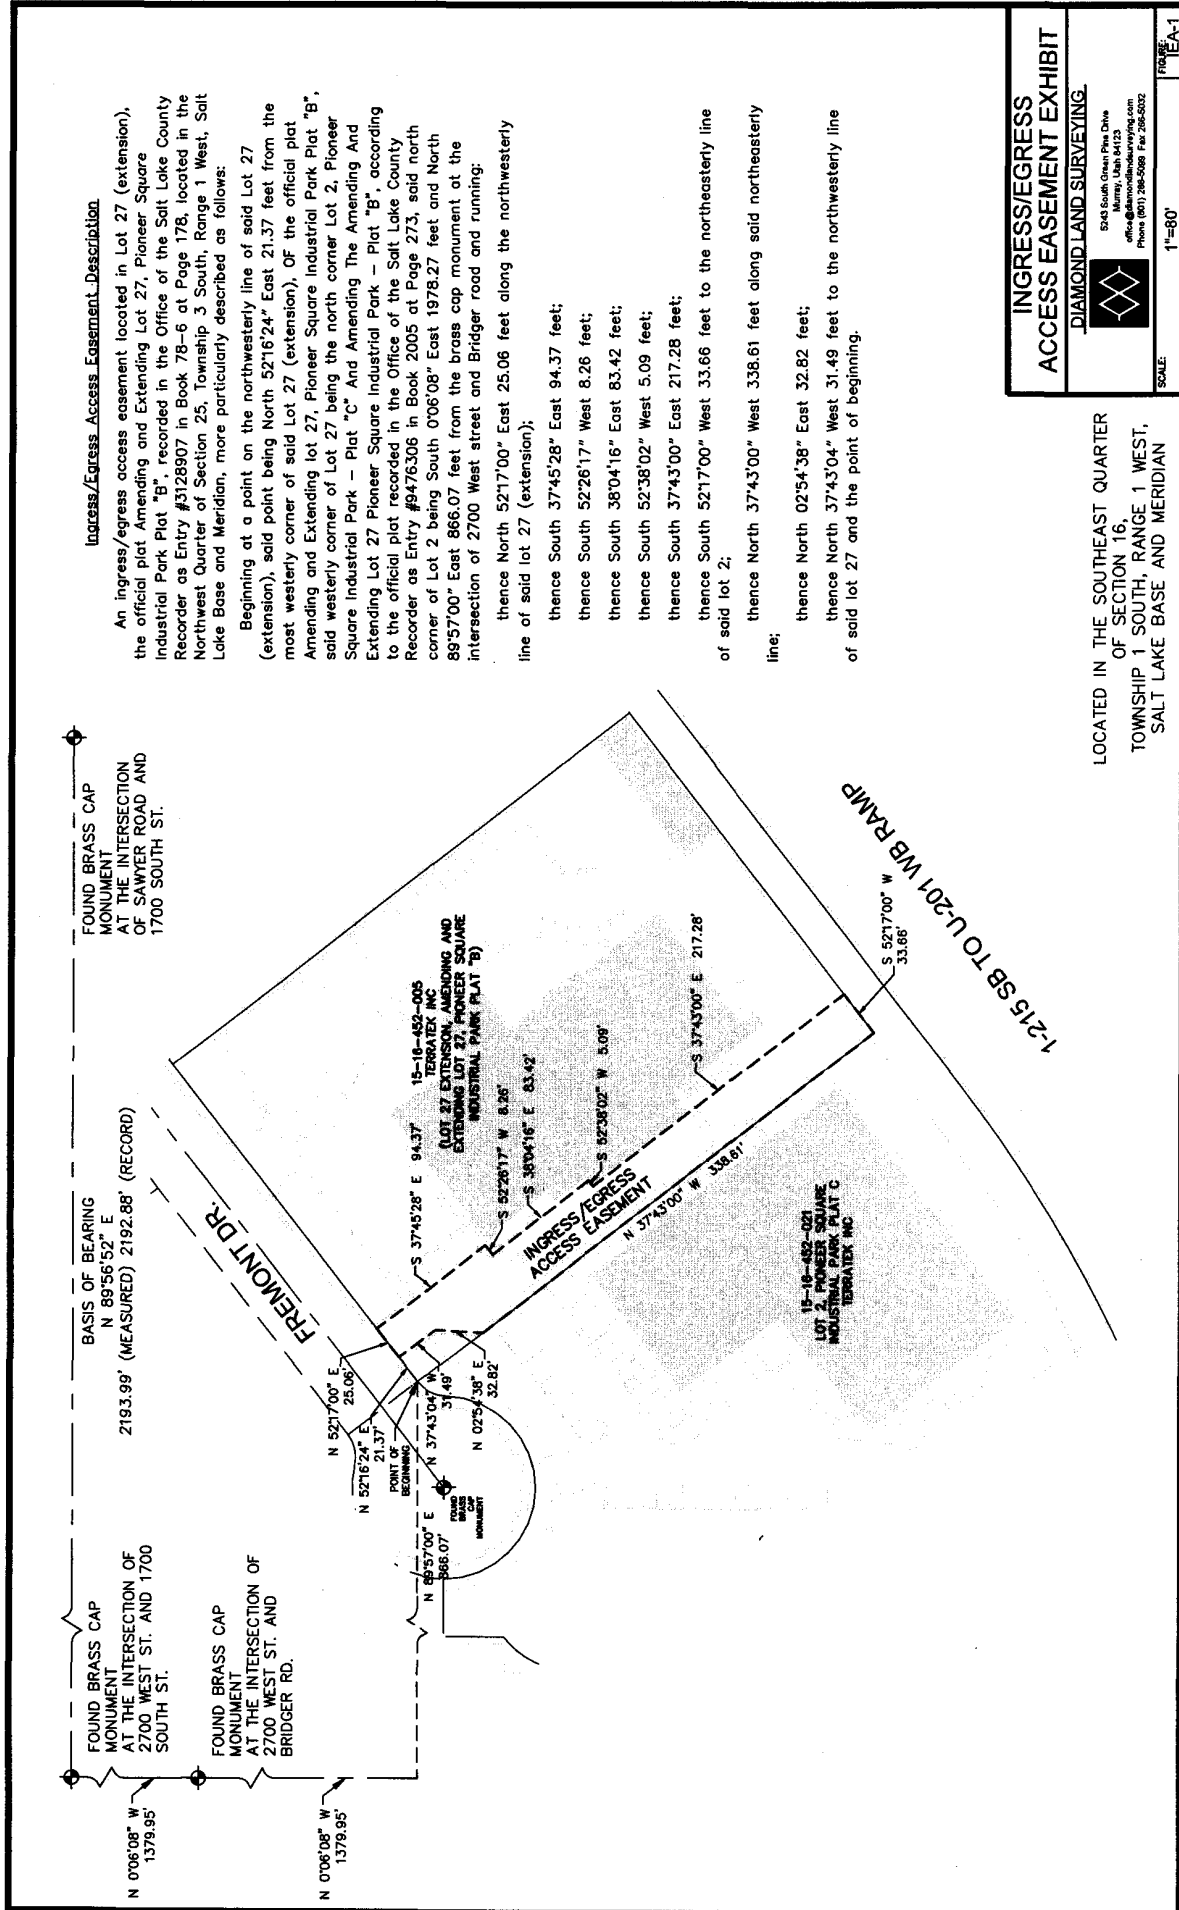 Ingress/Egress Access Easement Description
An ingress/egress access easement located in Lot 27 (extension),
the official plat Amending and Extending Lot 27, Pioneer Square
Industrial Park Plat "B", recorded in the Office of the Salt Lake County
Recorder as Entry #3128907 in Book 78-6 at Page 178, located in the
Northwest Quarter of Section 25, Township 3 South, Range 1 West, Salt
Lake Base and Meridian, more particularly described as follows:
Beginning at a point on the northwesterly line of said Lot 27
(extension), said point being North 52°16'24" East 21.37 feet from the
most westerly corner of said Lot 27 (extension), OF the official plat
Amending and Extending lot 27, Pioneer Square Industrial Park Plat "B",
said westerly corner of Lot 27 being the north corner Lot 2, Pioneer
Square Industrial Park - Plat "C" And Amending The Amending And
Extending Lot 27 Pioneer Square Industrial Park - Plat "B", according
to the official plat recorded in the Office of the Salt Lake County
Recorder as Entry #9476306 in Book 2005 at Page 273, said north
corner of Lot 2 being South 0°06'08" East 1978.27 feet and North
89°57'00" East 866.07 feet from the brass cap monument at the
intersection of 2700 West street and Bridger road and running:
thence North 52°17'00" East 25.06 feet along the northwesterly
line of said lot 27 (extension);
thence South 37°45'28" East 94.37 feet;
thence South 52°26'17" West 8.26 feet;
thence South 38°04'16" East 83.42 feet;
thence South 52°38'02" West 5.09 feet;
thence South 37°43'00" East 217.28 feet;
thence South 52°17'00" West 33.66 feet to the northeasterly line
of said lot 2;
thence North 37°43'00" West 338.61 feet along said northeasterly
line;
thence North 02°54'38" East 32.82 feet;
thence North 37°43'04" West 31.49 feet to the northwesterly line
of said lot 27 and the point of beginning.
FOUND BRASS CAP
MONUMENT
AT THE INTERSECTION OF
2700 WEST ST. AND 1700
SOUTH ST.
BASIS OF BEARING
N 89°56'52" E
2193.99' (MEASURED) 2192.88' (RECORD)
FOUND BRASS CAP
MONUMENT
AT THE INTERSECTION
OF SAWYER ROAD AND
1700 SOUTH ST.
N 0°06'08" W
1379.95'
FOUND BRASS CAP
MONUMENT
AT THE INTERSECTION OF
2700 WEST ST. AND
BRIDGER RD.
N 0°06'08" W
1379.95'
FREMONT DR.
N 52°17'00" E
25.06'
N 52°16'24" E
21.37'
POINT OF
BEGINNING
N 37°43'04" W
31.49'
N 02°54'38" E
32.82'
N 89°57'00" E
866.07'
FOUND
BRASS
CAP
MONUMENT
S 37°45'28" E 94.37'
15-16-452-005
TERRATEK INC
(LOT 27 EXTENSION, AMENDING AND
EXTENDING LOT 27, PIONEER SQUARE
INDUSTRIAL PARK PLAT "B)
S 52°26'17" W 8.26'
S 38°04'16" E 83.42'
S 52°38'02" W 5.09'
S 37°43'00" E 217.28'
INGRESS/EGRESS
ACCESS EASEMENT
N 37°43'00" W 338.61'
S 52°17'00" W
33.66'
15-16-452-021
LOT 2, PIONEER SQUARE
INDUSTRIAL PARK PLAT C
TERRATEK INC
1-215 SB TO U-201 WB RAMP
LOCATED IN THE SOUTHEAST QUARTER
OF SECTION 16,
TOWNSHIP 1 SOUTH, RANGE 1 WEST,
SALT LAKE BASE AND MERIDIAN
INGRESS/EGRESS
ACCESS EASEMENT EXHIBIT
DIAMOND LAND SURVEYING
5243 South Green Pine Drive
Murray, Utah 84123
office@diamondlandsurveying.com
Phone (801) 266-5099 Fax 266-5032
SCALE: 1"=80'
FIGURE: IEA-1